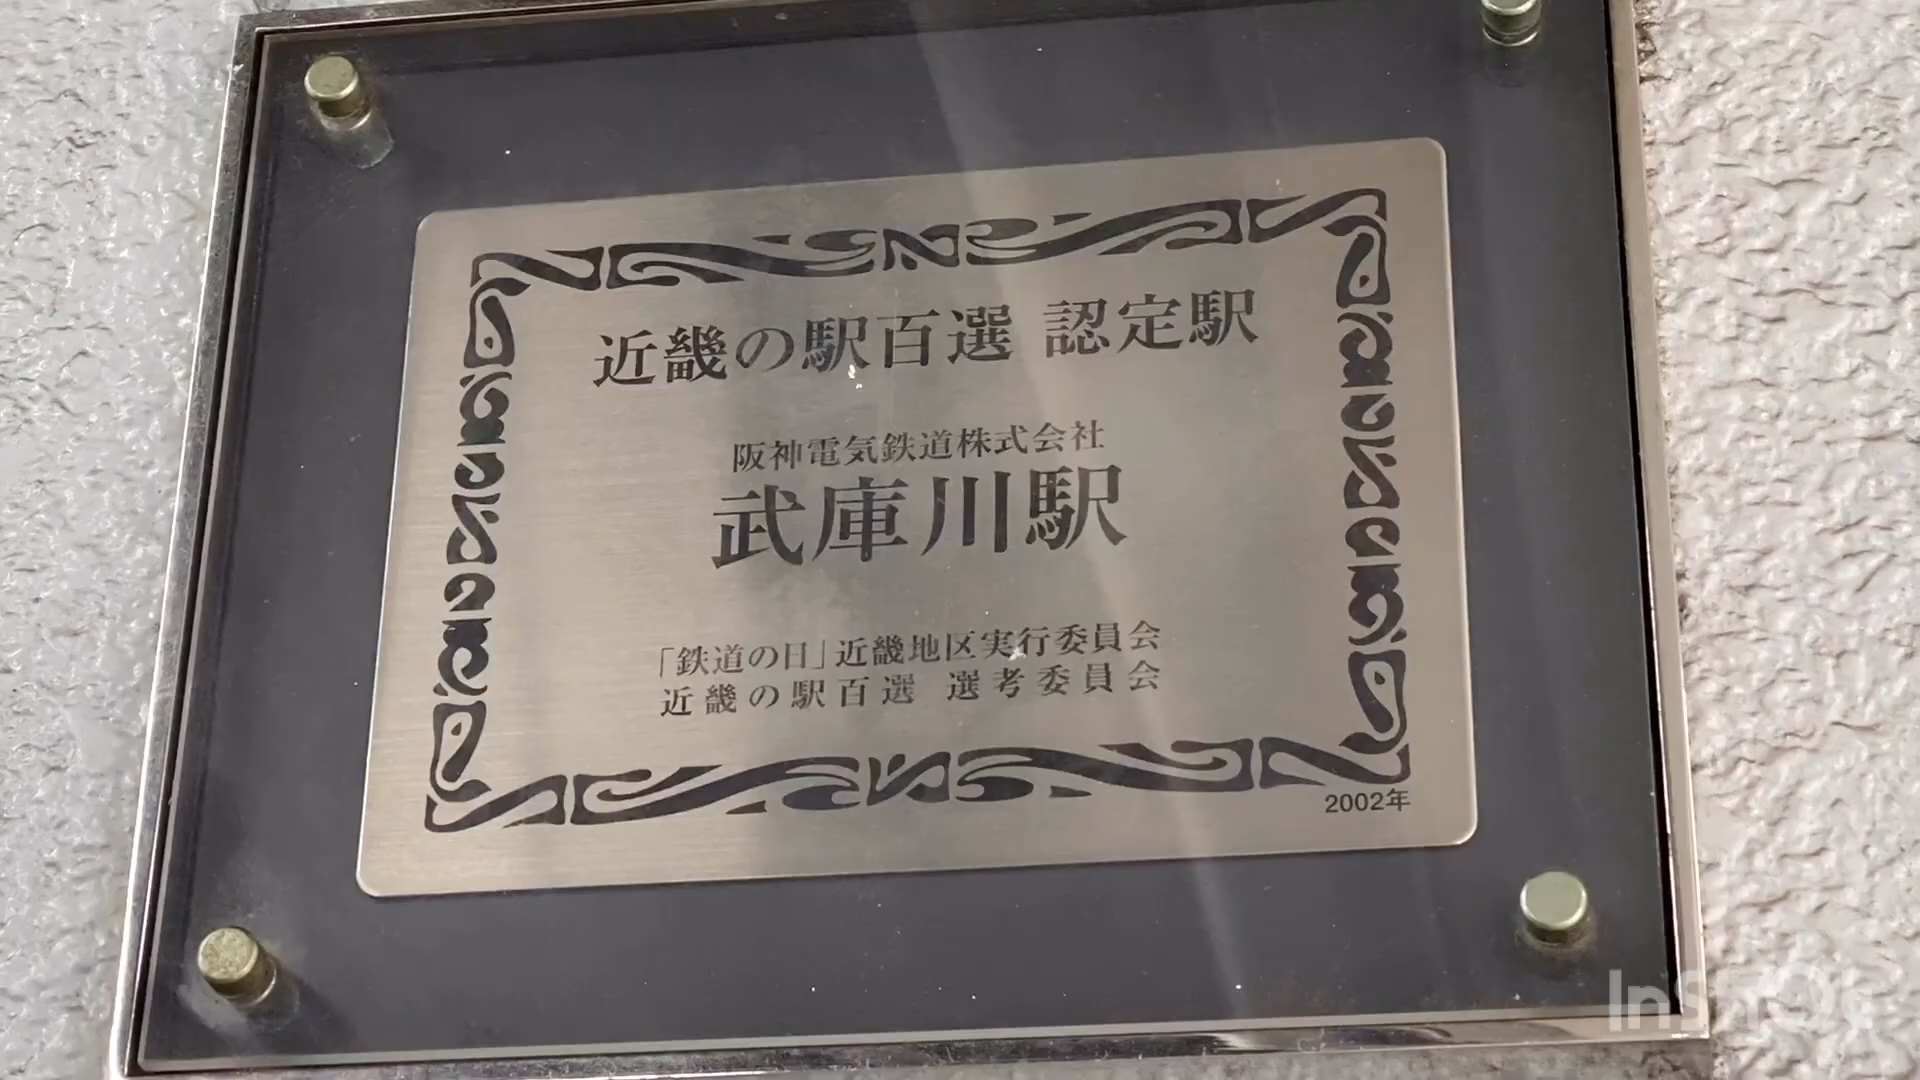 近畿の駅百選 認定駅
阪神電気鉄道株式会社
武庫川駅
「鉄道の日」近畿地区実行委員会
近畿の駅百選 選考委員会
2002年
InShOt